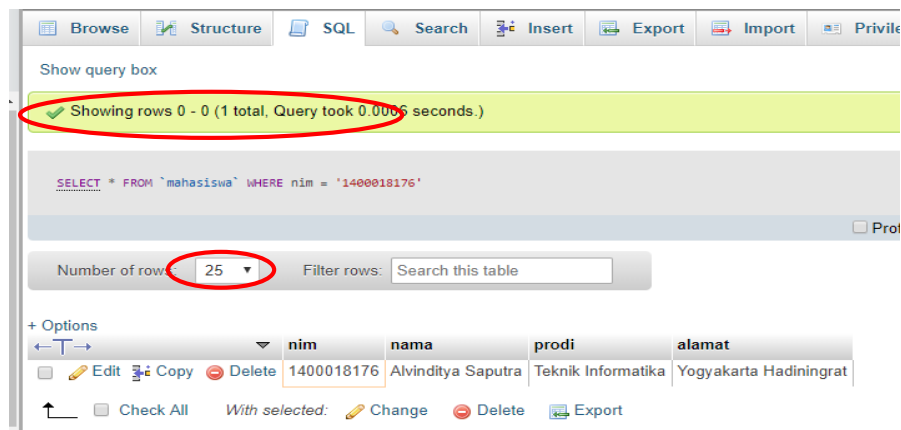 Browse Structure SQL Search Insert Export Import Privile
Show query box
Showing rows 0 - 0 (1 total, Query took 0.0006 seconds.)
SELECT * FROM `mahasiswa` WHERE nim = '1400018176'
Prof
Number of rows: 25 Filter rows: Search this table
+ Options
nim nama prodi alamat
Edit Copy Delete 1400018176 Alvinditya Saputra Teknik Informatika Yogyakarta Hadiningrat
Check All With selected: Change Delete Export